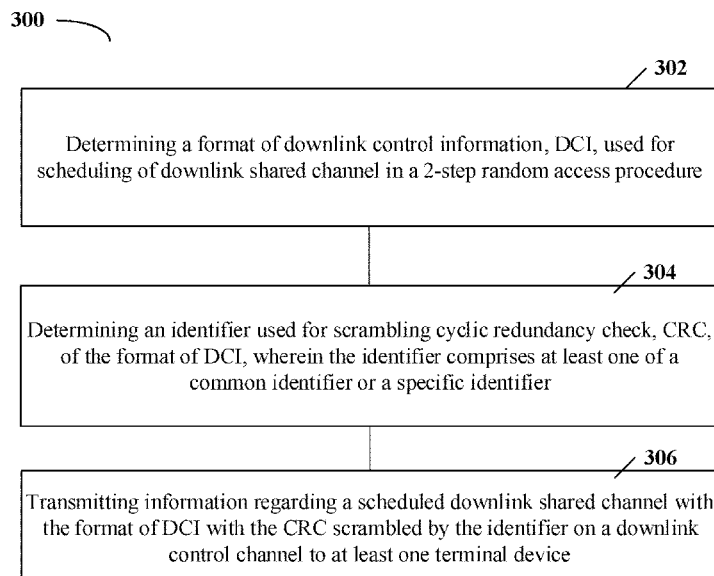 300
302
Determining a format of downlink control information, DCI, used for
scheduling of downlink shared channel in a 2-step random access procedure
304
Determining an identifier used for scrambling cyclic redundancy check, CRC,
of the format of DCI, wherein the identifier comprises at least one of a
common identifier or a specific identifier
306
Transmitting information regarding a scheduled downlink shared channel with
the format of DCI with the CRC scrambled by the identifier on a downlink
control channel to at least one terminal device